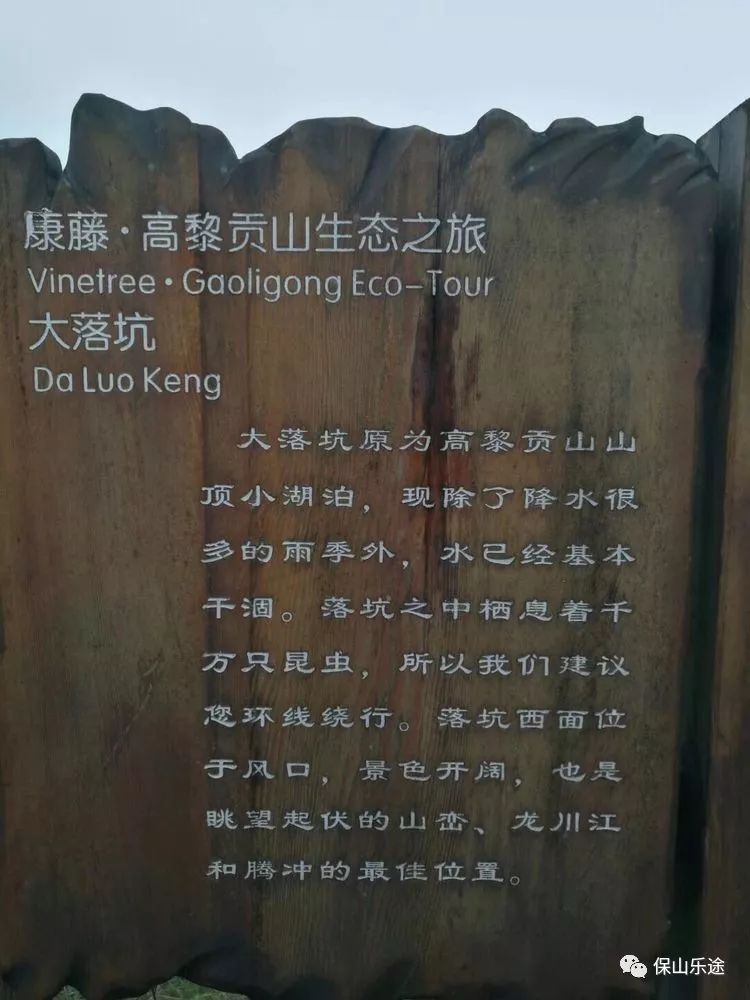 康藤·高黎贡山生态之旅
Vinetree·Gaoligong Eco-Tour
大落坑
Da Luo Keng
大落坑原为高黎贡山山
顶小湖泊，现除了降水很
多的雨季外，水已经基本
干涸。落坑之中栖息着千
万只昆虫，所以我们建议
您环线绕行。落坑西面位
于风口，景色开阔，也是
眺望起伏的山峦、龙川江
和腾冲的最佳位置。
保山乐途